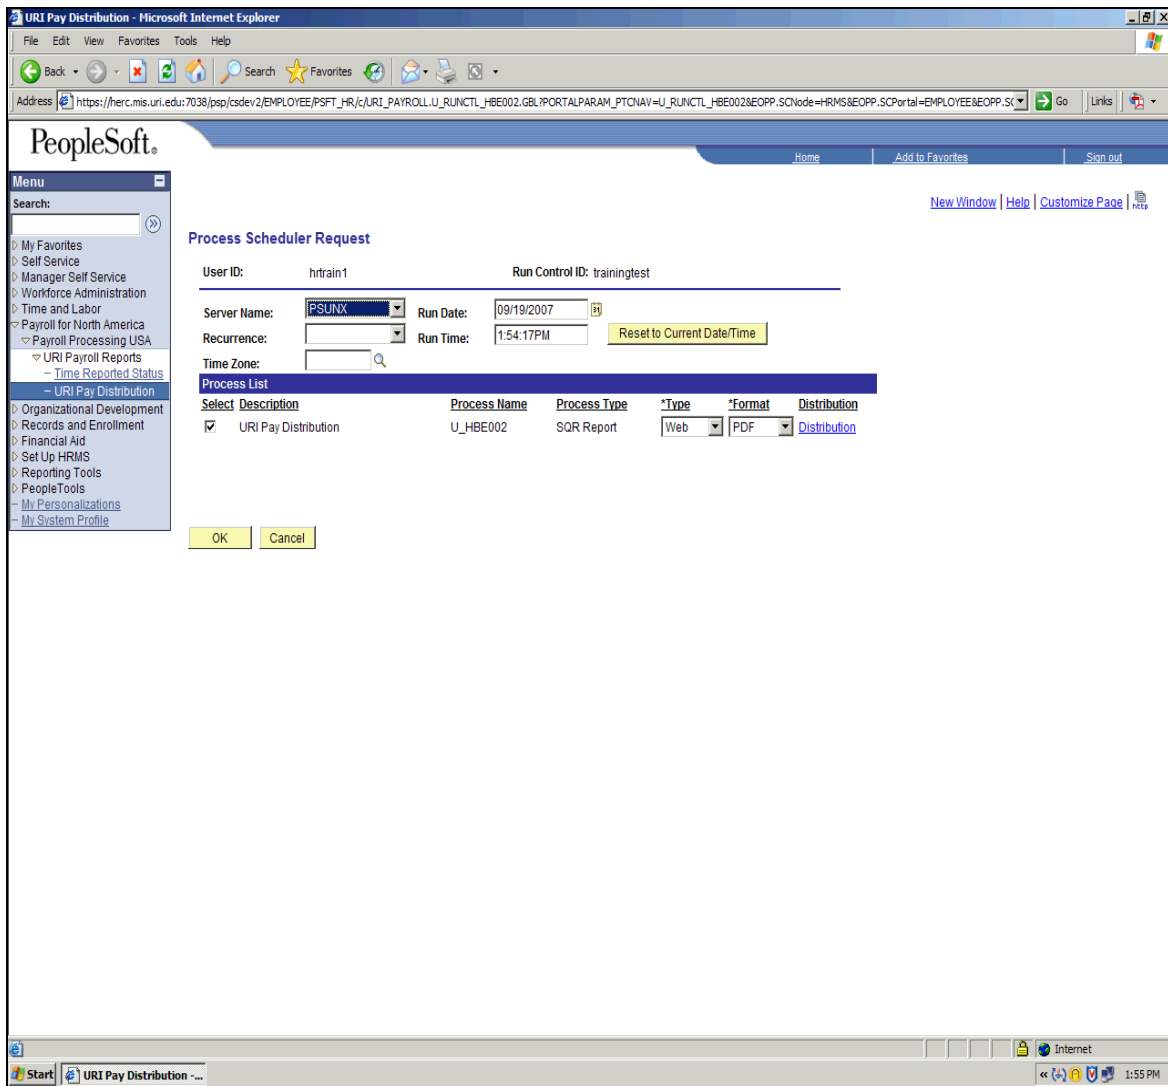 URI Pay Distribution - Microsoft Internet Explorer
File Edit View Favorites Tools Help
Back Search Favorites
Address https://herc.mis.uri.edu:7038/psp/csdev2/EMPLOYEE/PSFT_HR/c/URI_PAYROLL.U_RUNCTL_HBE002.GBL?PORTALPARAM_PTCNAV=U_RUNCTL_HBE002&EOPP.SCNode=HRMS&EOPP.SCPortal=EMPLOYEE&EOPP.SC Go Links
PeopleSoft.
Home Add to Favorites Sign out
Menu
Search:
My Favorites
Self Service
Manager Self Service
Workforce Administration
Time and Labor
Payroll for North America
Payroll Processing USA
URI Payroll Reports
– Time Reported Status
– URI Pay Distribution
Organizational Development
Records and Enrollment
Financial Aid
Set Up HRMS
Reporting Tools
PeopleTools
– My Personalizations
– My System Profile
New Window | Help | Customize Page | http
Process Scheduler Request
User ID: hrtrain1 Run Control ID: trainingtest
Server Name: PSUNX Run Date: 09/19/2007 31
Recurrence: Run Time: 1:54:17PM Reset to Current Date/Time
Time Zone:
Process List
Select Description Process Name Process Type *Type *Format Distribution
URI Pay Distribution U_HBE002 SQR Report Web PDF Distribution
OK Cancel
Internet
Start URI Pay Distribution -... « 1:55 PM